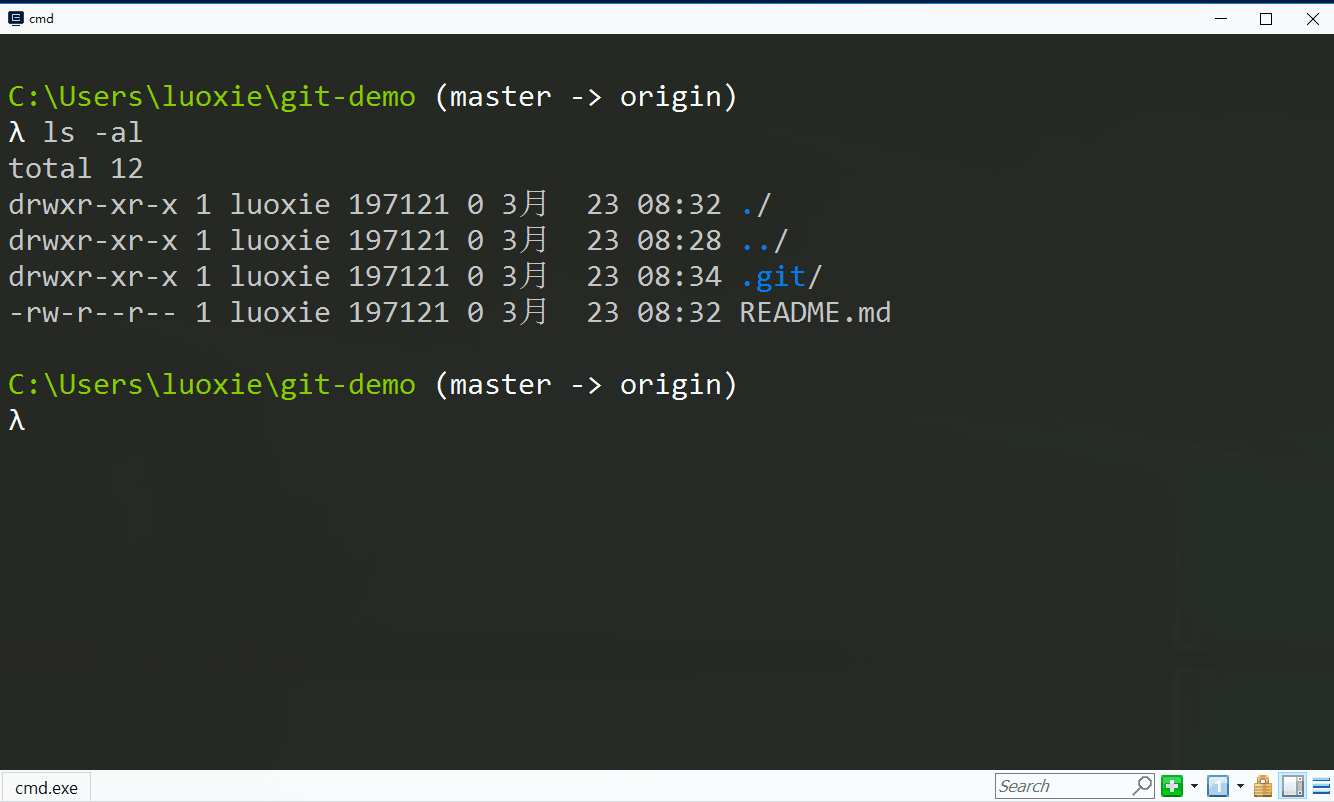 cmd
C:\Users\luoxie\git-demo (master -> origin)
λ ls -al
total 12
drwxr-xr-x 1 luoxie 197121 0 3月  23 08:32 ./
drwxr-xr-x 1 luoxie 197121 0 3月  23 08:28 ../
drwxr-xr-x 1 luoxie 197121 0 3月  23 08:34 .git/
-rw-r--r-- 1 luoxie 197121 0 3月  23 08:32 README.md
C:\Users\luoxie\git-demo (master -> origin)
λ
cmd.exe
Search